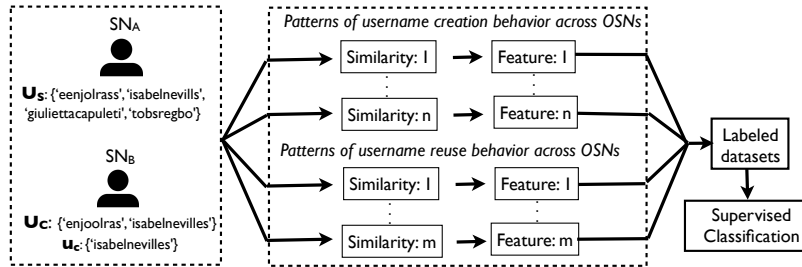 SNA
Us: {'eenjolrass', 'isabelnevills',
'giuliettacapuleti', 'tobsregbo'}
SNB
Uc: {'enjoolras', 'isabelnevilles'}
uc: {'isabelnevilles'}
Patterns of username creation behavior across OSNs
Similarity: 1
Feature: 1
Similarity: n
Feature: n
Patterns of username reuse behavior across OSNs
Similarity: 1
Feature: 1
Similarity: m
Feature: m
Labeled
datasets
Supervised
Classification